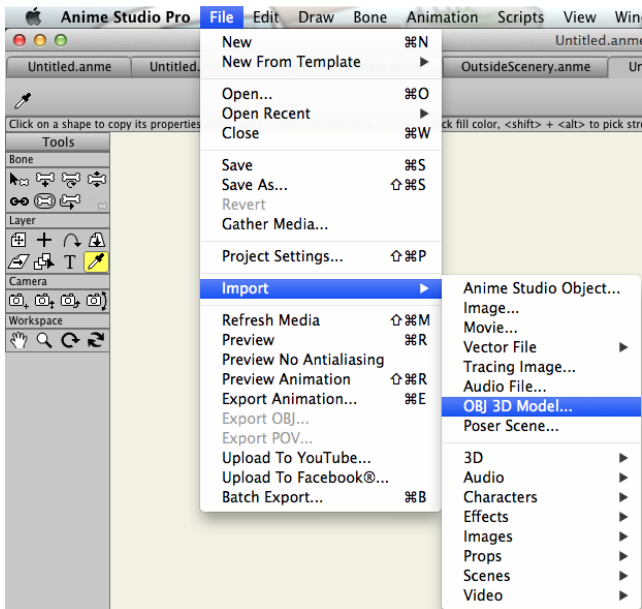 Anime Studio Pro File Edit Draw Bone Animation Scripts View Win
Untitled.anme
Untitled.anme Untitled. OutsideScenery.anme Un
Click on a shape to copy its properties ck fill color, <shift> + <alt> to pick stro
Tools
Bone
Layer
T
Camera
Workspace
New ⌘N
New From Template ▶
Open... ⌘O
Open Recent ▶
Close ⌘W
Save ⌘S
Save As... ⇧⌘S
Revert
Gather Media...
Project Settings... ⇧⌘P
Import ▶
Refresh Media ⇧⌘M
Preview ⌘R
Preview No Antialiasing
Preview Animation ⇧⌘R
Export Animation... ⌘E
Export OBJ...
Export POV...
Upload To YouTube...
Upload To Facebook®...
Batch Export... ⌘B
Anime Studio Object...
Image...
Movie...
Vector File ▶
Tracing Image...
Audio File...
OBJ 3D Model...
Poser Scene...
3D ▶
Audio ▶
Characters ▶
Effects ▶
Images ▶
Props ▶
Scenes ▶
Video ▶